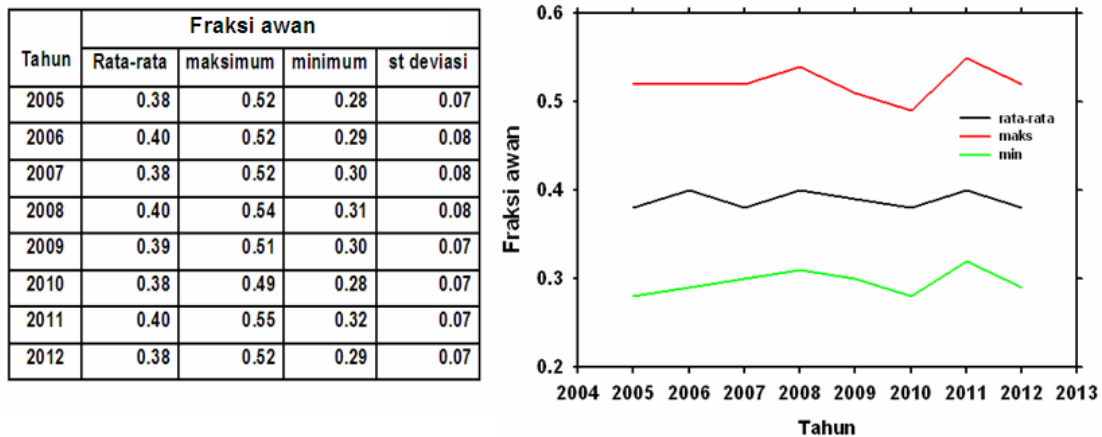 Fraksi awan
Tahun Rata-rata maksimum minimum st deviasi
2005 0.38 0.52 0.28 0.07
2006 0.40 0.52 0.29 0.08
2007 0.38 0.52 0.30 0.08
2008 0.40 0.54 0.31 0.08
2009 0.39 0.51 0.30 0.07
2010 0.38 0.49 0.28 0.07
2011 0.40 0.55 0.32 0.07
2012 0.38 0.52 0.29 0.07
Fraksi awan
0.6
0.5
0.4
0.3
0.2
rata-rata
maks
min
2004 2005 2006 2007 2008 2009 2010 2011 2012 2013
Tahun